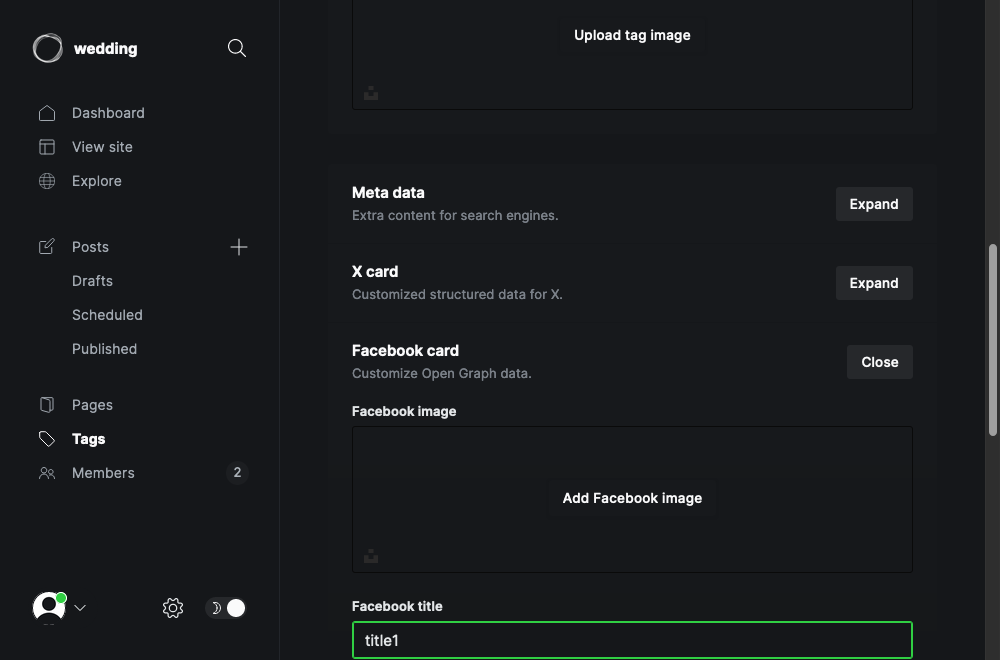 wedding
Dashboard
View site
Explore
Posts
Drafts
Scheduled
Published
Pages
Tags
Members 2
Upload tag image
Meta data
Extra content for search engines.
Expand
X card
Customized structured data for X.
Expand
Facebook card
Customize Open Graph data.
Close
Facebook image
Add Facebook image
Facebook title
title1